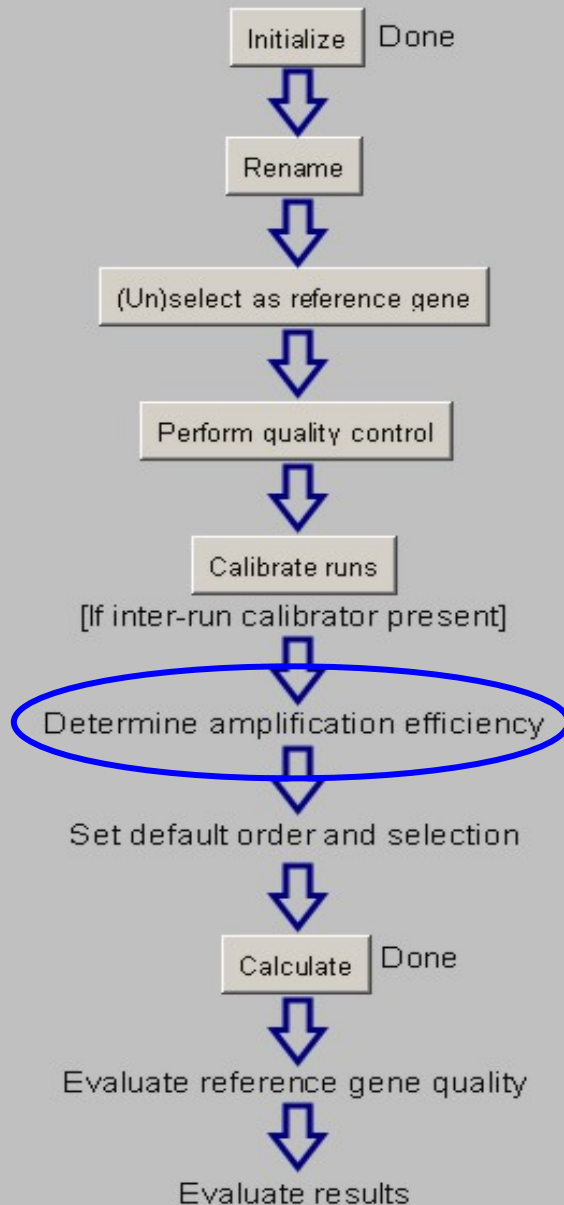 Initialize Done
Rename
(Un)select as reference gene
Perform quality control
Calibrate runs
[If inter-run calibrator present]
Determine amplification efficiency
Set default order and selection
Calculate Done
Evaluate reference gene quality
Evaluate results